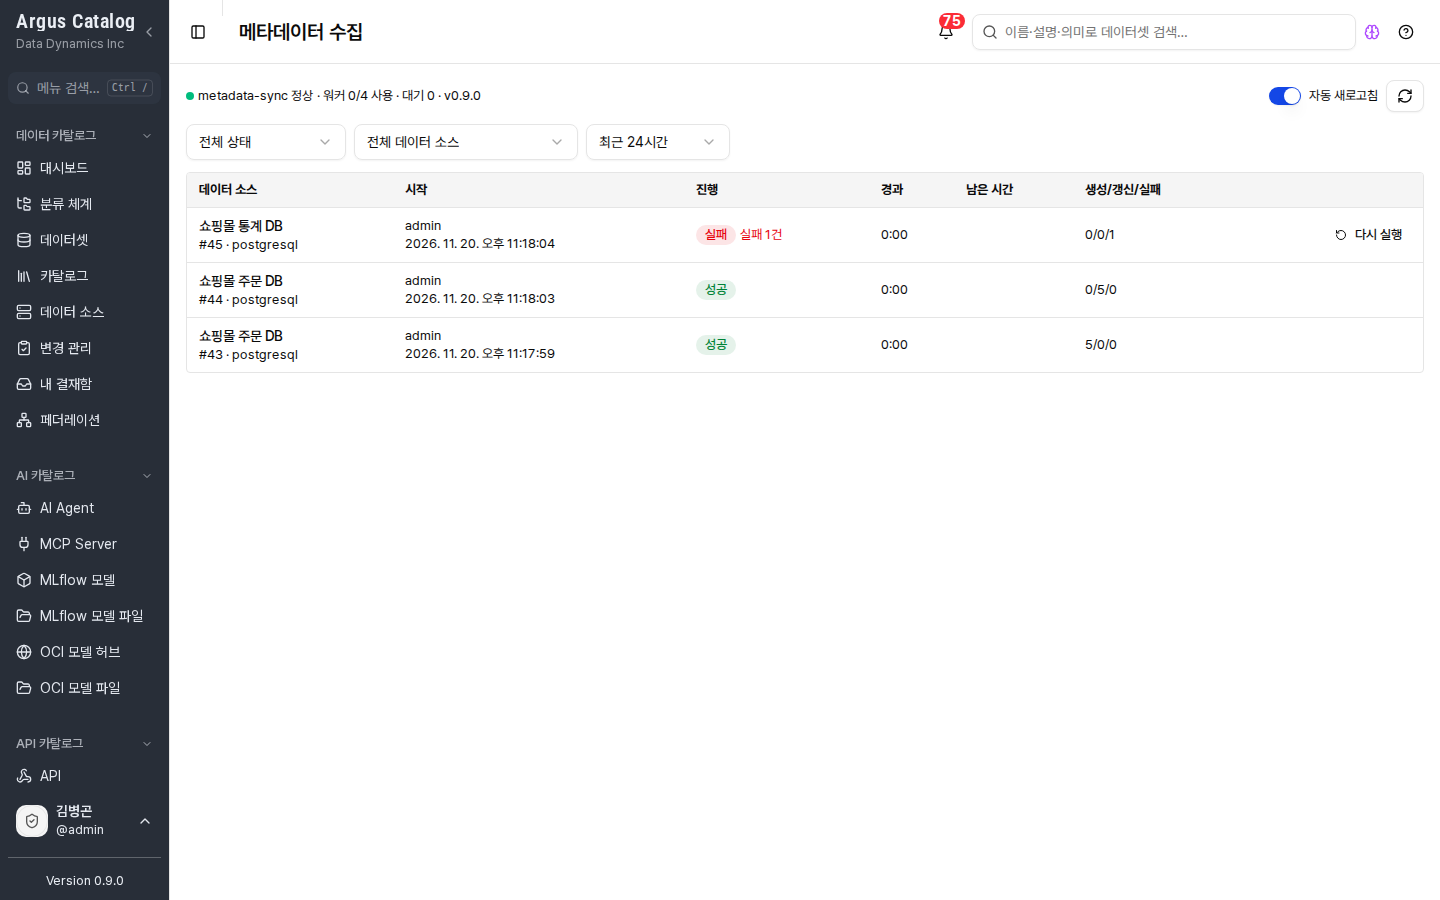 Argus Catalog
Data Dynamics Inc
메뉴 검색... Ctrl /
데이터 카탈로그
대시보드
분류 체계
데이터셋
카탈로그
데이터 소스
변경 관리
내 결재함
페더레이션
AI 카탈로그
AI Agent
MCP Server
MLflow 모델
MLflow 모델 파일
OCI 모델 허브
OCI 모델 파일
API 카탈로그
API
김병곤
@admin
Version 0.9.0
메타데이터 수집
75
이름·설명·의미로 데이터셋 검색...
metadata-sync 정상 · 워커 0/4 사용 · 대기 0 · v0.9.0
자동 새로고침
전체 상태 전체 데이터 소스 최근 24시간
데이터 소스 시작 진행 경과 남은 시간 생성/갱신/실패
쇼핑몰 통계 DB
#45 · postgresql
admin
2026. 11. 20. 오후 11:18:04
실패 실패 1건 0:00 0/0/1 다시 실행
쇼핑몰 주문 DB
#44 · postgresql
admin
2026. 11. 20. 오후 11:18:03
성공 0:00 0/5/0
쇼핑몰 주문 DB
#43 · postgresql
admin
2026. 11. 20. 오후 11:17:59
성공 0:00 5/0/0